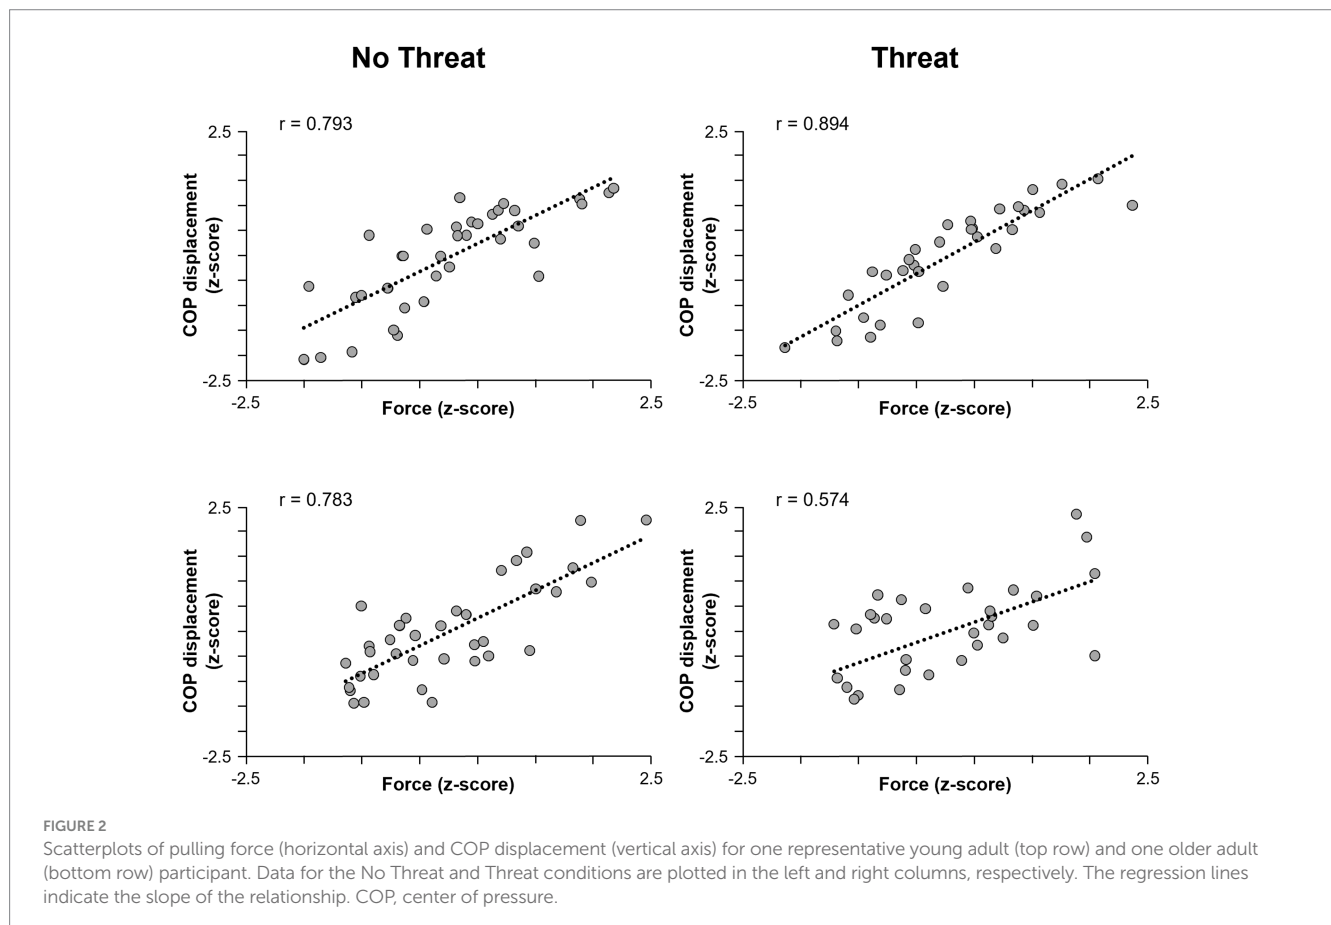 No Threat
Threat
r = 0.793
2.5
COP displacement
(z-score)
-2.5
-2.5
Force (z-score)
2.5
r = 0.894
2.5
COP displacement
(z-score)
-2.5
-2.5
Force (z-score)
2.5
r = 0.783
2.5
COP displacement
(z-score)
-2.5
-2.5
Force (z-score)
2.5
r = 0.574
2.5
COP displacement
(z-score)
-2.5
-2.5
Force (z-score)
2.5
FIGURE 2
Scatterplots of pulling force (horizontal axis) and COP displacement (vertical axis) for one representative young adult (top row) and one older adult
(bottom row) participant. Data for the No Threat and Threat conditions are plotted in the left and right columns, respectively. The regression lines
indicate the slope of the relationship. COP, center of pressure.